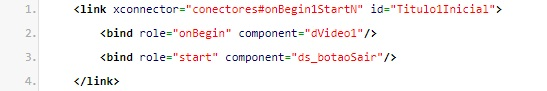 1. <link xconnector="conectores#onBegin1StartN" id="Titulo1Inicial">
2. <bind role="onBegin" component="dVideo1"/>
3. <bind role="start" component="ds_botaoSair"/>
4. </link>